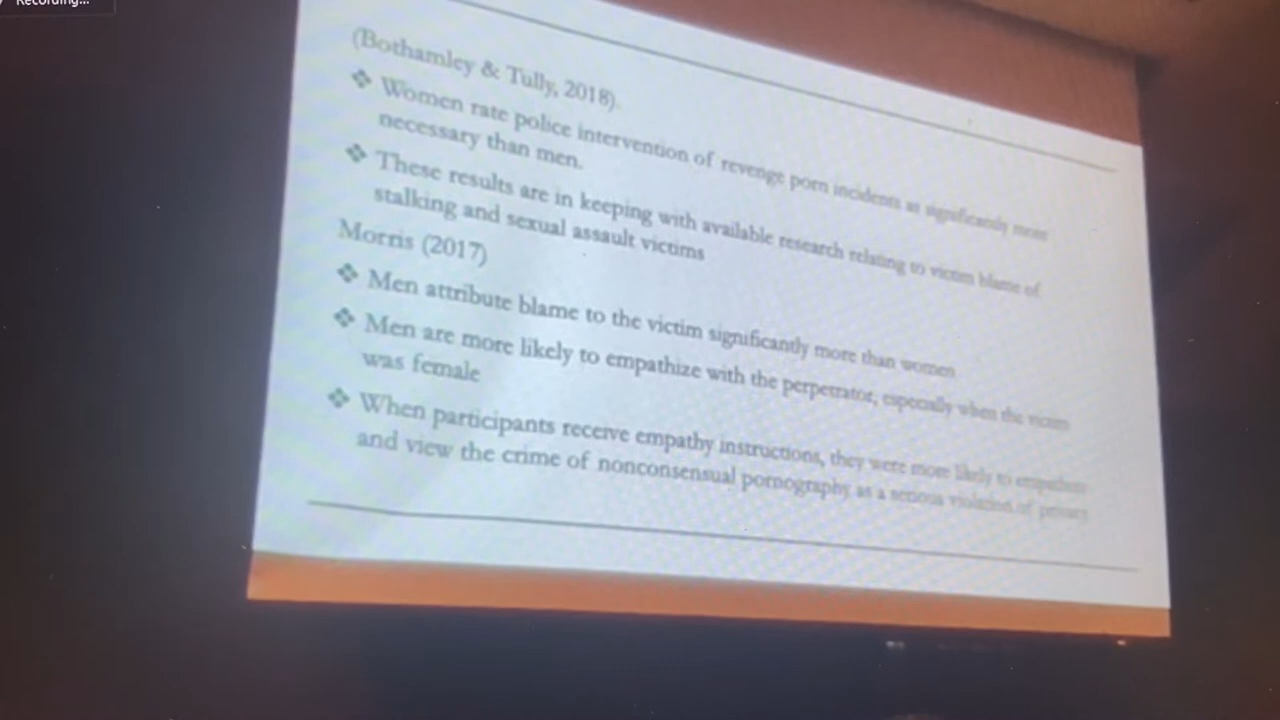 Recording...
(Bothamley & Tully, 2018).
Women rate police intervention of revenge porn incidents as significantly more
necessary than men.
These results are in keeping with available research relating to victim blame of
stalking and sexual assault victims
Morris (2017)
Men attribute blame to the victim significantly more than women
Men are more likely to empathize with the perpetrator, especially when the victim
was female
When participants receive empathy instructions, they were more likely to empathize
and view the crime of nonconsensual pornography as a serious violation of privacy